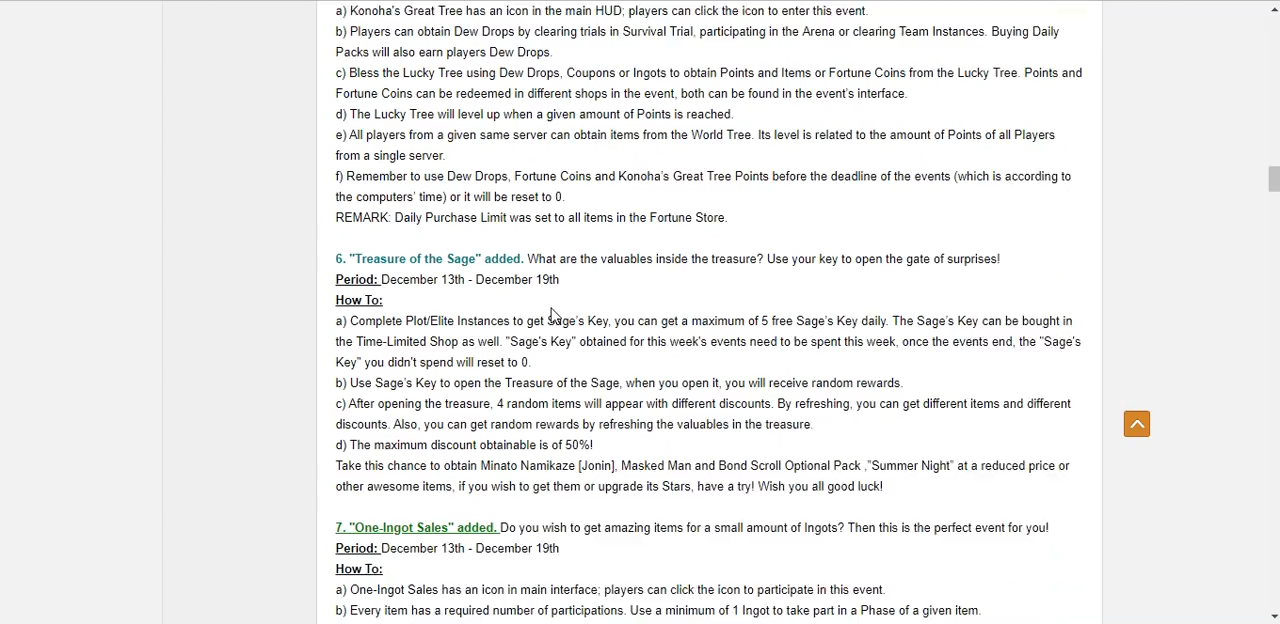 a) Konoha's Great Tree has an icon in the main HUD; players can click the icon to enter this event.
b) Players can obtain Dew Drops by clearing trials in Survival Trial, participating in the Arena or clearing Team Instances. Buying Daily
Packs will also earn players Dew Drops.
c) Bless the Lucky Tree using Dew Drops, Coupons or Ingots to obtain Points and Items or Fortune Coins from the Lucky Tree. Points and
Fortune Coins can be redeemed in different shops in the event, both can be found in the event's interface.
d) The Lucky Tree will level up when a given amount of Points is reached.
e) All players from a given same server can obtain items from the World Tree. Its level is related to the amount of Points of all Players
from a single server.
f) Remember to use Dew Drops, Fortune Coins and Konoha's Great Tree Points before the deadline of the events (which is according to
the computers' time) or it will be reset to 0.
REMARK: Daily Purchase Limit was set to all items in the Fortune Store.
6. "Treasure of the Sage" added. What are the valuables inside the treasure? Use your key to open the gate of surprises!
Period: December 13th - December 19th
How To:
a) Complete Plot/Elite Instances to get Sage's Key, you can get a maximum of 5 free Sage's Key daily. The Sage's Key can be bought in
the Time-Limited Shop as well. "Sage's Key" obtained for this week's events need to be spent this week, once the events end, the "Sage's
Key" you didn't spend will reset to 0.
b) Use Sage's Key to open the Treasure of the Sage, when you open it, you will receive random rewards.
c) After opening the treasure, 4 random items will appear with different discounts. By refreshing, you can get different items and different
discounts. Also, you can get random rewards by refreshing the valuables in the treasure.
d) The maximum discount obtainable is of 50%!
Take this chance to obtain Minato Namikaze [Jonin], Masked Man and Bond Scroll Optional Pack ,"Summer Night" at a reduced price or
other awesome items, if you wish to get them or upgrade its Stars, have a try! Wish you all good luck!
7. "One-Ingot Sales" added. Do you wish to get amazing items for a small amount of Ingots? Then this is the perfect event for you!
Period: December 13th - December 19th
How To:
a) One-Ingot Sales has an icon in main interface; players can click the icon to participate in this event.
b) Every item has a required number of participations. Use a minimum of 1 Ingot to take part in a Phase of a given item.